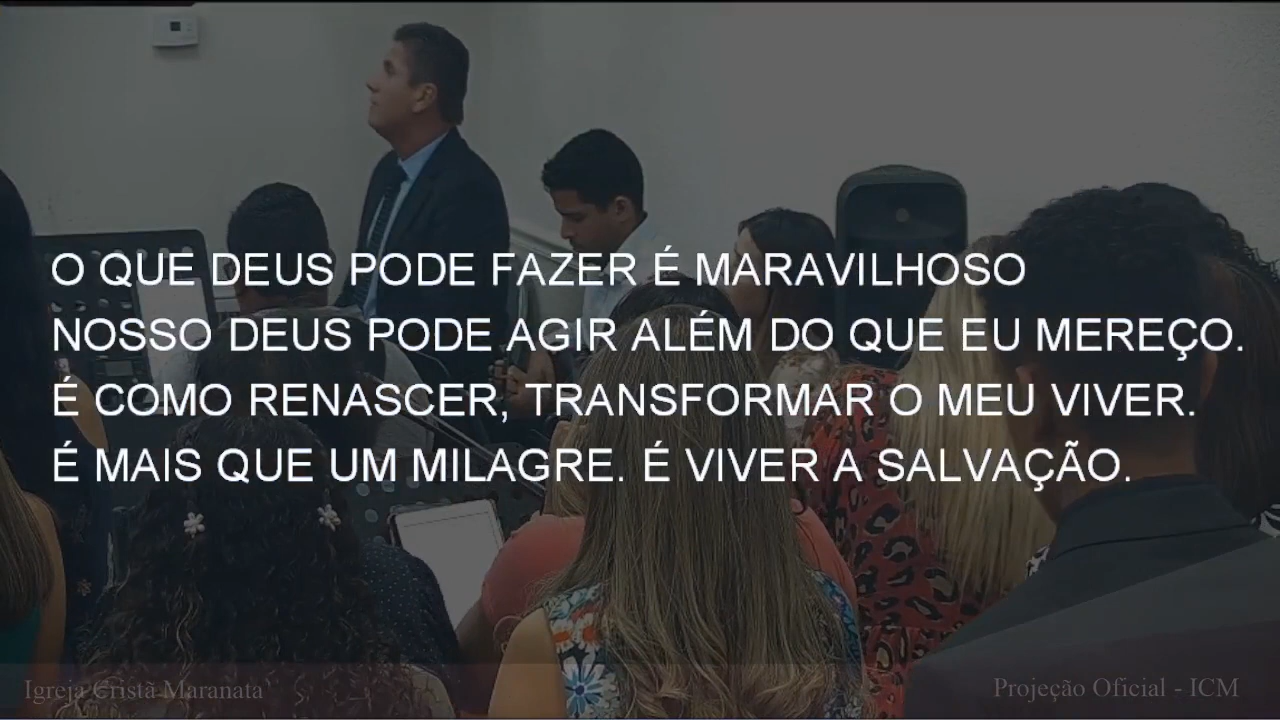 O QUE DEUS PODE FAZER É MARAVILHOSO
NOSSO DEUS PODE AGIR ALÉM DO QUE EU MEREÇO.
É COMO RENASCER, TRANSFORMAR O MEU VIVER.
É MAIS QUE UM MILAGRE. É VIVER A SALVAÇÃO.
Igreja Cristã Maranata
Projeção Oficial - ICM